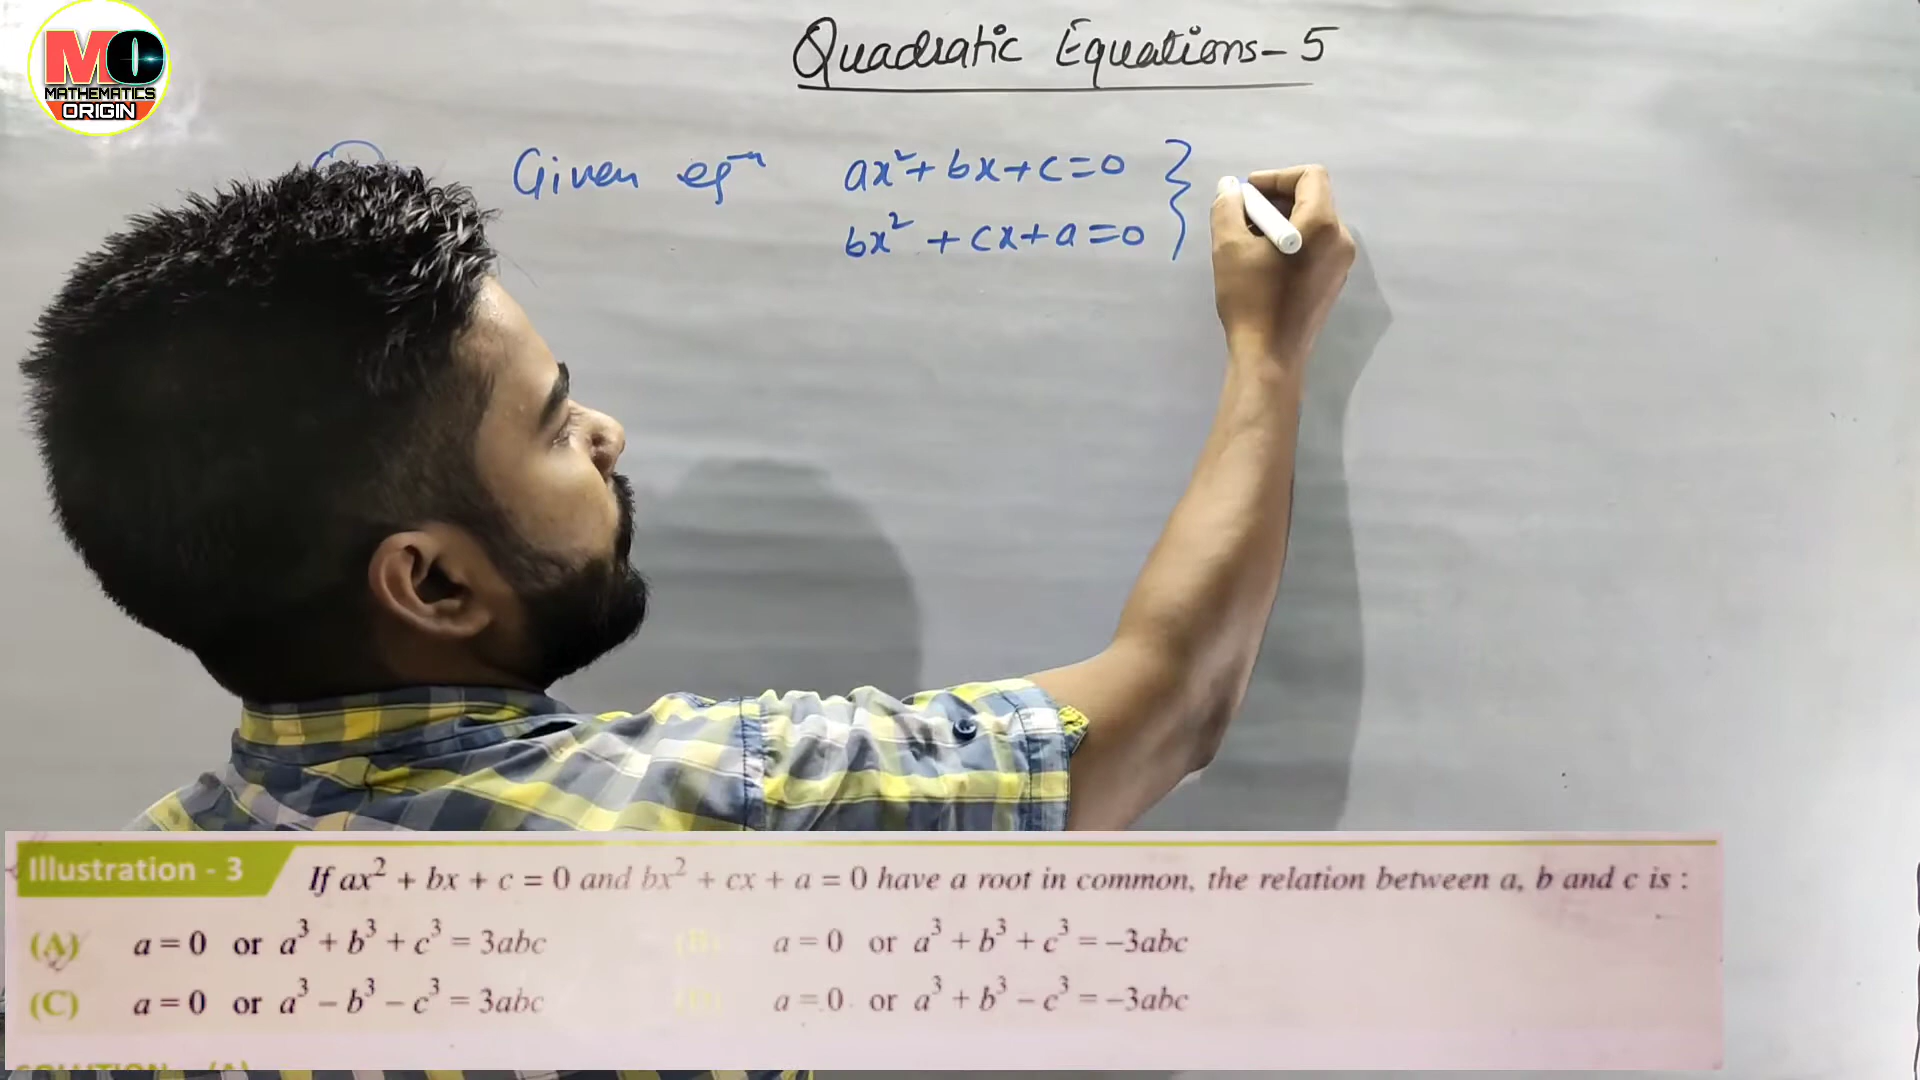 MO
MATHEMATICS
ORIGIN
Quadratic Equations-5
Given eqⁿ ax²+bx+c=0
bx²+cx+a=0
Illustration - 3 If ax² + bx + c = 0 and bx² + cx + a = 0 have a root in common, the relation between a, b and c is :
(A) a = 0 or a³ + b³ + c³ = 3abc (B) a = 0 or a³ + b³ + c³ = –3abc
(C) a = 0 or a³ – b³ – c³ = 3abc (D) a = 0 or a³ + b³ – c³ = –3abc